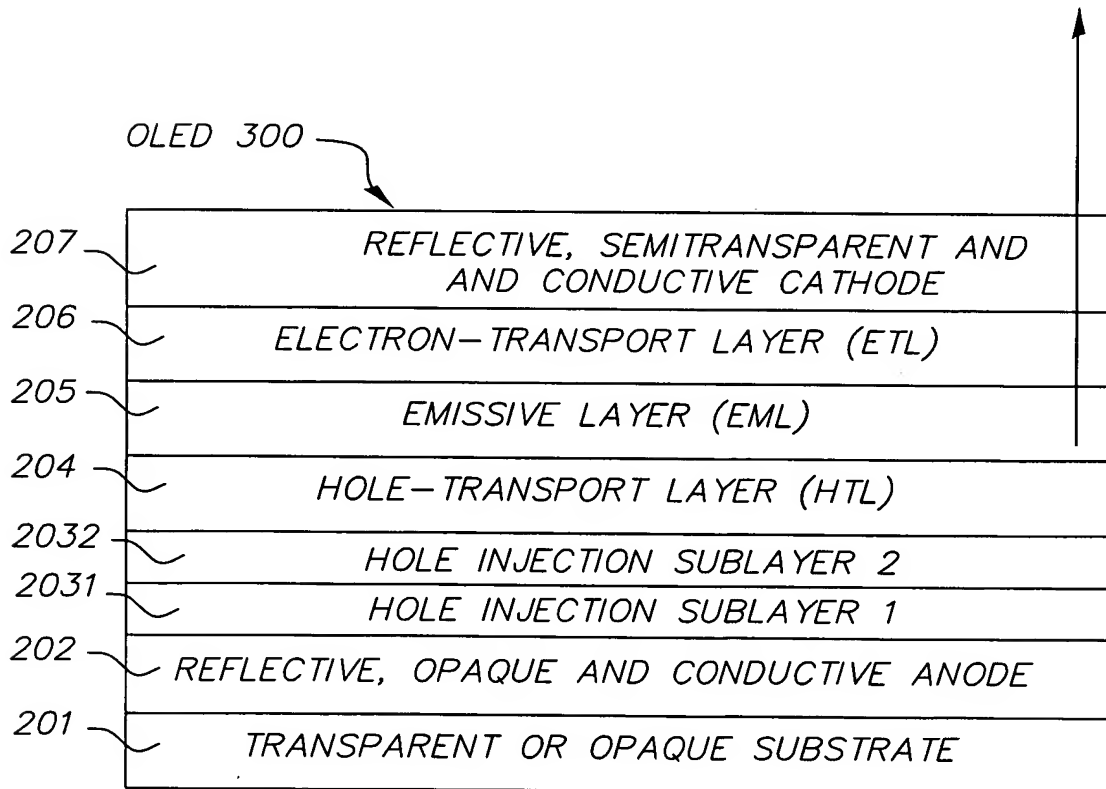 OLED 300
207
REFLECTIVE, SEMITRANSPARENT AND
AND CONDUCTIVE CATHODE
206
ELECTRON-TRANSPORT LAYER (ETL)
205
EMISSIVE LAYER (EML)
204
HOLE-TRANSPORT LAYER (HTL)
2032
HOLE INJECTION SUBLAYER 2
2031
HOLE INJECTION SUBLAYER 1
202
REFLECTIVE, OPAQUE AND CONDUCTIVE ANODE
201
TRANSPARENT OR OPAQUE SUBSTRATE